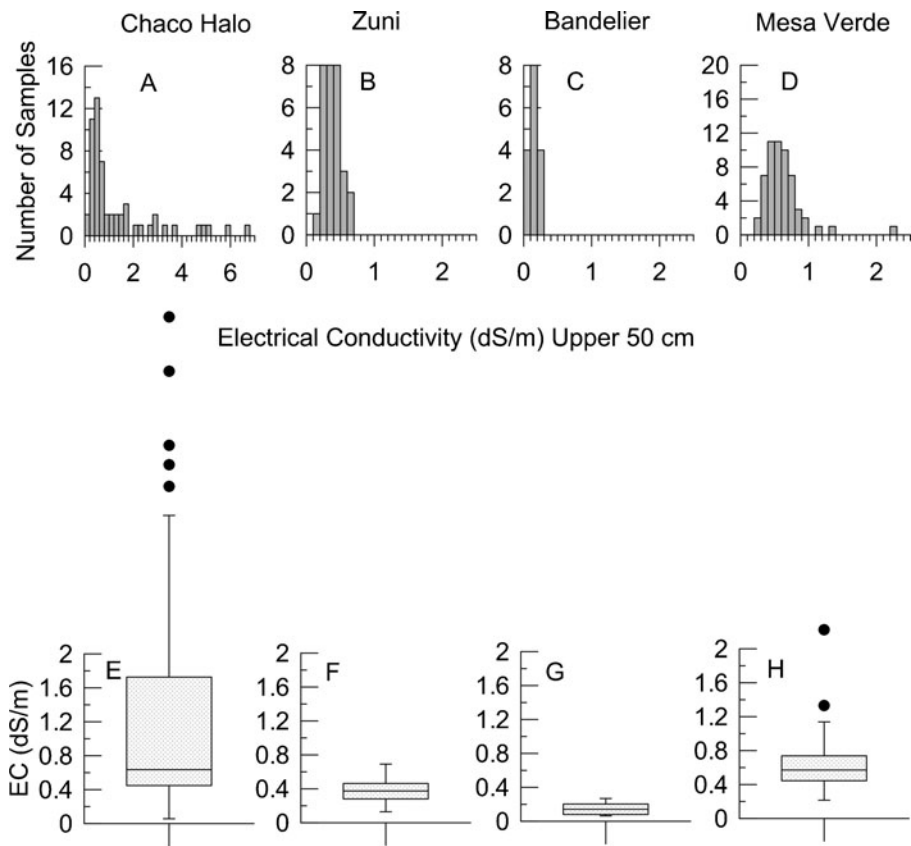 Chaco Halo
Zuni
Bandelier
Mesa Verde
Number of Samples
16
12
8
4
0
A
0 2 4 6
8
6
4
2
0
B
0 1 2
8
6
4
2
0
C
0 1 2
20
16
12
8
4
0
D
0 1 2
Electrical Conductivity (dS/m) Upper 50 cm
EC (dS/m)
2
1.6
1.2
0.8
0.4
0
E
2
1.6
1.2
0.8
0.4
0
F
2
1.6
1.2
0.8
0.4
0
G
2
1.6
1.2
0.8
0.4
0
H